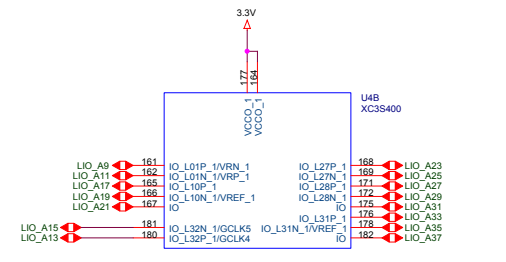 3.3V
177
164
U4B
XC3S400
VCCO_1
VCCO_1
LIO_A9 161 IO_L01P_1/VRN_1 IO_L27P_1 168 LIO_A23
LIO_A11 162 IO_L01N_1/VRP_1 IO_L27N_1 169 LIO_A25
LIO_A17 165 IO_L10P_1 IO_L28P_1 171 LIO_A27
LIO_A19 166 IO_L10N_1/VREF_1 IO_L28N_1 172 LIO_A29
LIO_A21 167 IO IO 175 LIO_A31
IO_L31P_1 176 LIO_A33
LIO_A15 181 IO_L32N_1/GCLK5 IO_L31N_1/VREF_1 178 LIO_A35
LIO_A13 180 IO_L32P_1/GCLK4 IO 182 LIO_A37